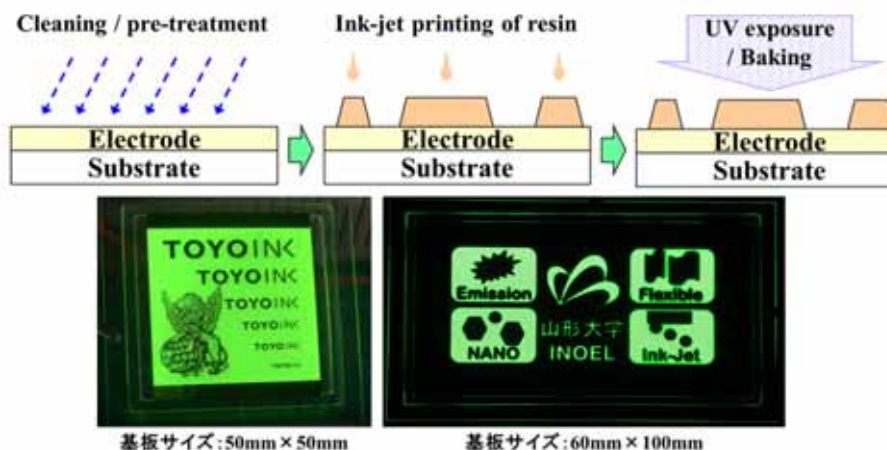 Cleaning / pre-treatment
Electrode
Substrate
Ink-jet printing of resin
Electrode
Substrate
UV exposure
/ Baking
Electrode
Substrate
TOYOINK
TOYOINK
TOYOINK
TOYOINK
TOYOINK
Emission
Flexible
NANO
山形大学
INOEL
Ink-Jet
基板サイズ:50mm×50mm
基板サイズ:60mm×100mm